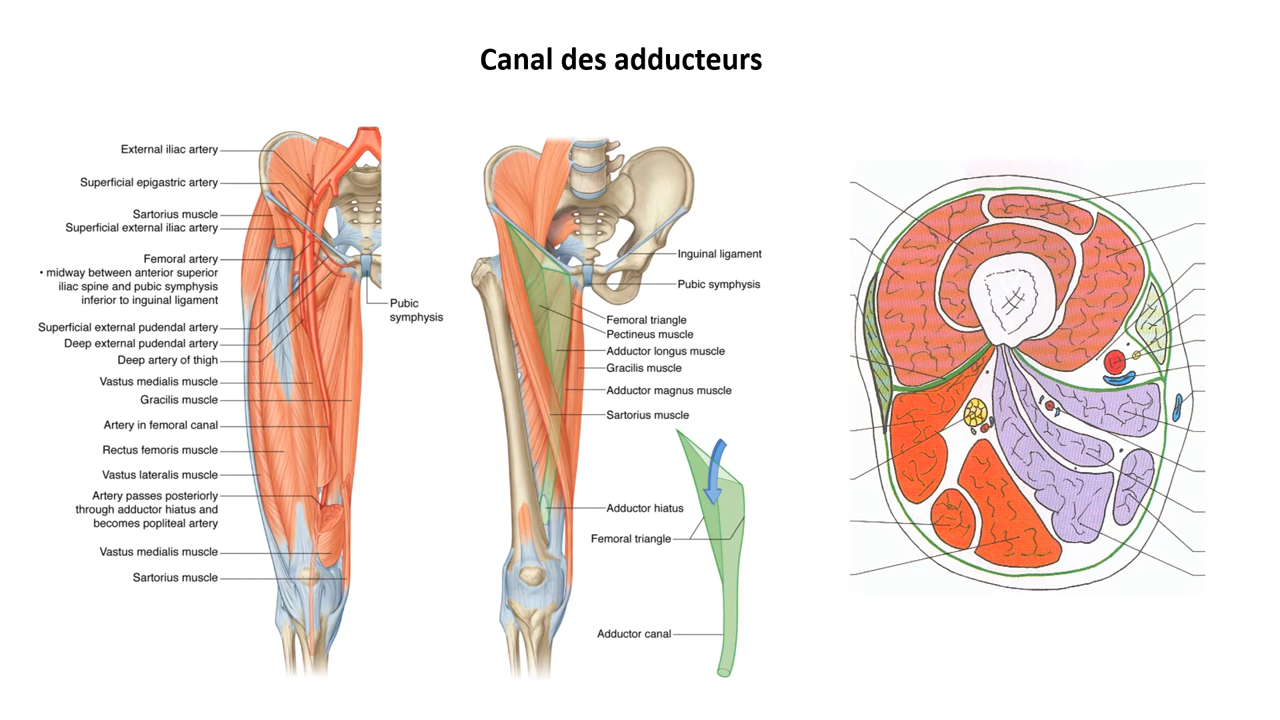 Canal des adducteurs
External iliac artery
Superficial epigastric artery
Sartorius muscle
Superficial external iliac artery
Femoral artery
• midway between anterior superior
iliac spine and pubic symphysis
inferior to inguinal ligament
Superficial external pudendal artery
Deep external pudendal artery
Deep artery of thigh
Vastus medialis muscle
Gracilis muscle
Artery in femoral canal
Rectus femoris muscle
Vastus lateralis muscle
Artery passes posteriorly
through adductor hiatus and
becomes popliteal artery
Vastus medialis muscle
Sartorius muscle
Pubic
symphysis
Inguinal ligament
Pubic symphysis
Femoral triangle
Pectineus muscle
Adductor longus muscle
Gracilis muscle
Adductor magnus muscle
Sartorius muscle
Adductor hiatus
Femoral triangle
Adductor canal